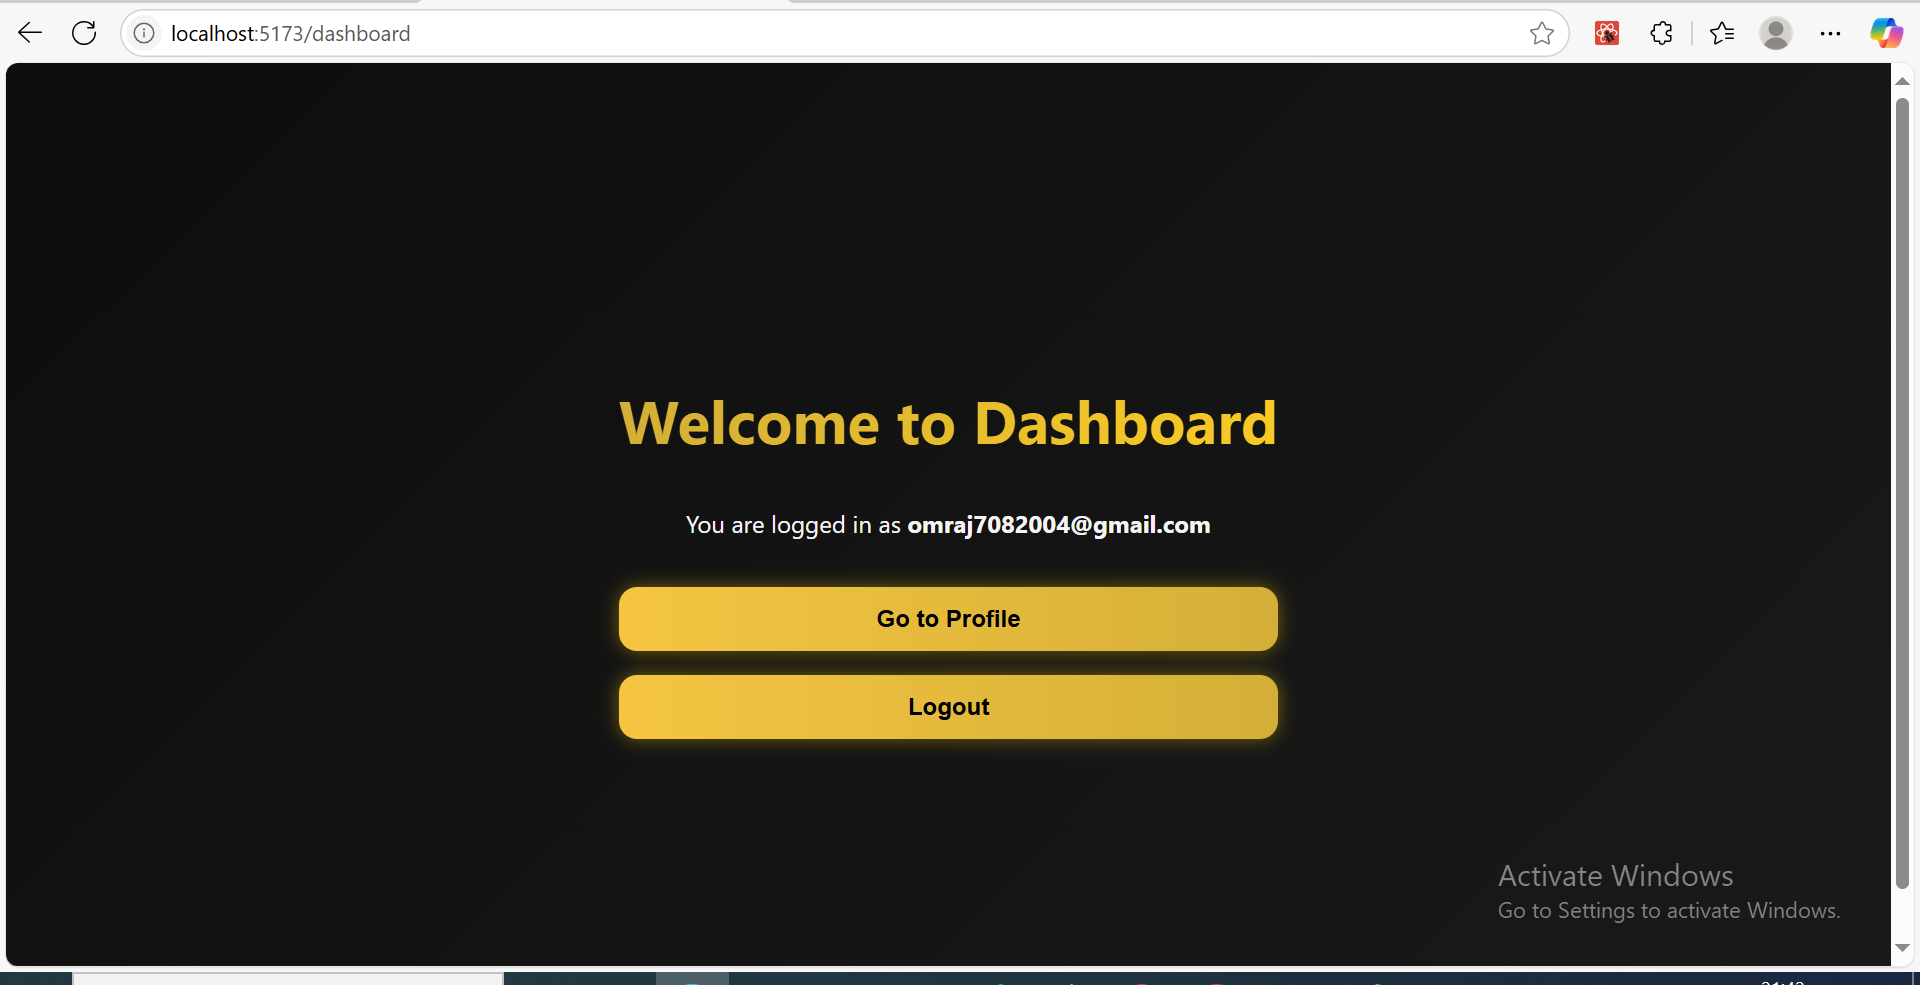 localhost:5173/dashboard
Welcome to Dashboard
You are logged in as omraj7082004@gmail.com
Go to Profile
Logout
Activate Windows
Go to Settings to activate Windows.